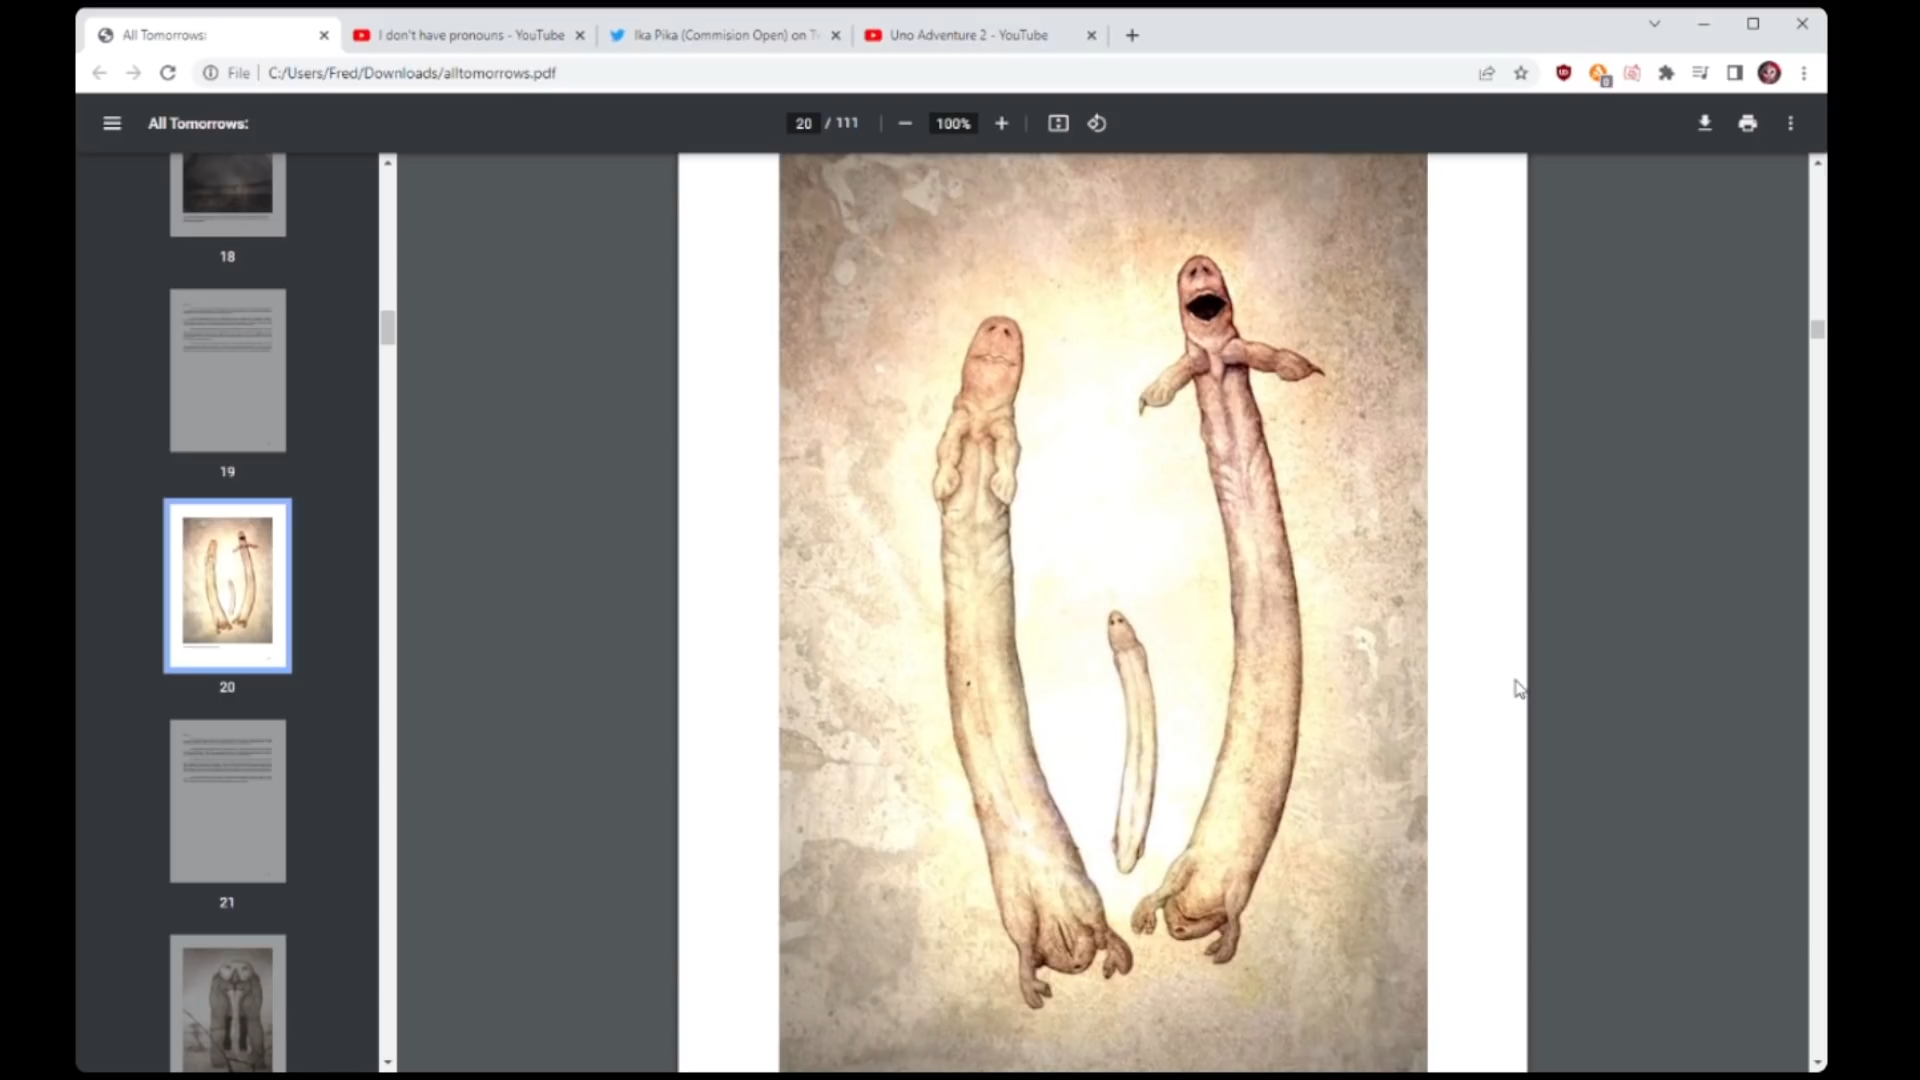 All Tomorrows:
I don't have pronouns - YouTube
Ika Pika (Commision Open) on Tw
Uno Adventure 2 - YouTube
File
C:/Users/Fred/Downloads/alltomorrows.pdf
All Tomorrows:
20 / 111
100%
18
19
20
21